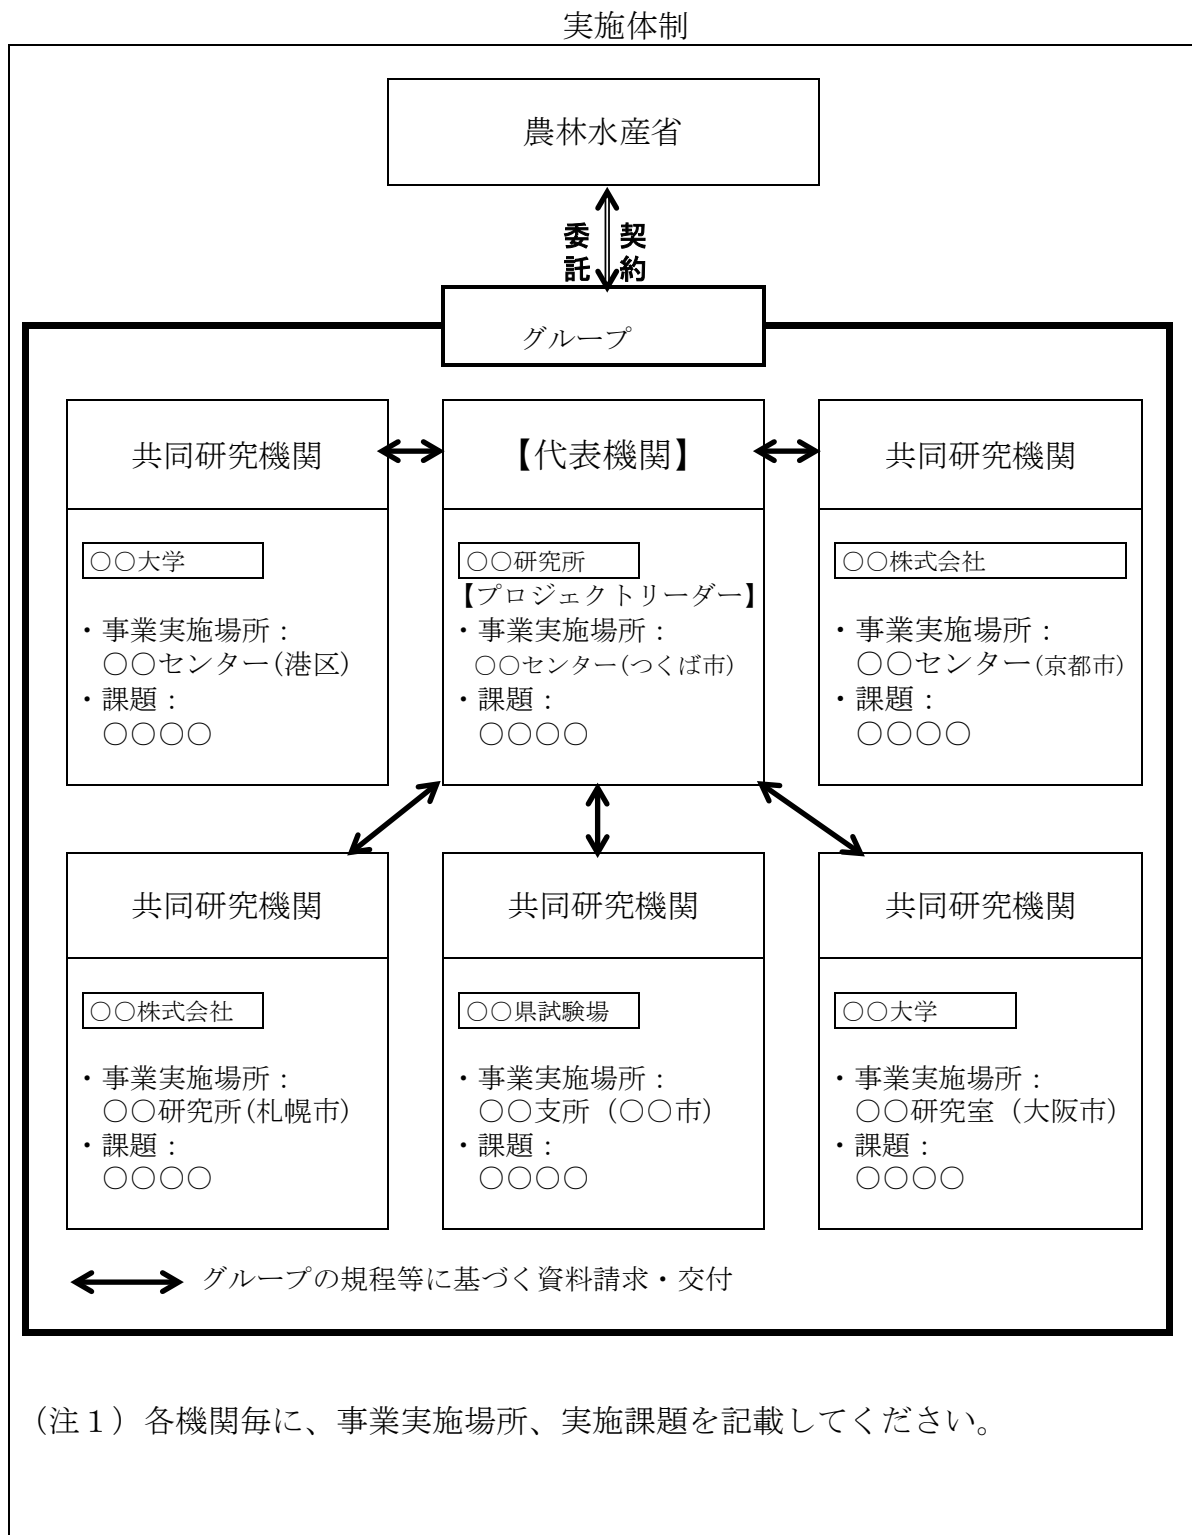 実施体制
農林水産省
委託 契約
グループ
共同研究機関
○○大学
・事業実施場所：
○○センター(港区)
・課題：
○○○○
【代表機関】
○○研究所
【プロジェクトリーダー】
・事業実施場所：
○○センター(つくば市)
・課題：
○○○○
共同研究機関
○○株式会社
・事業実施場所：
○○センター(京都市)
・課題：
○○○○
共同研究機関
○○株式会社
・事業実施場所：
○○研究所(札幌市)
・課題：
○○○○
共同研究機関
○○県試験場
・事業実施場所：
○○支所（○○市）
・課題：
○○○○
共同研究機関
○○大学
・事業実施場所：
○○研究室（大阪市）
・課題：
○○○○
グループの規程等に基づく資料請求・交付
（注１）各機関毎に、事業実施場所、実施課題を記載してください。